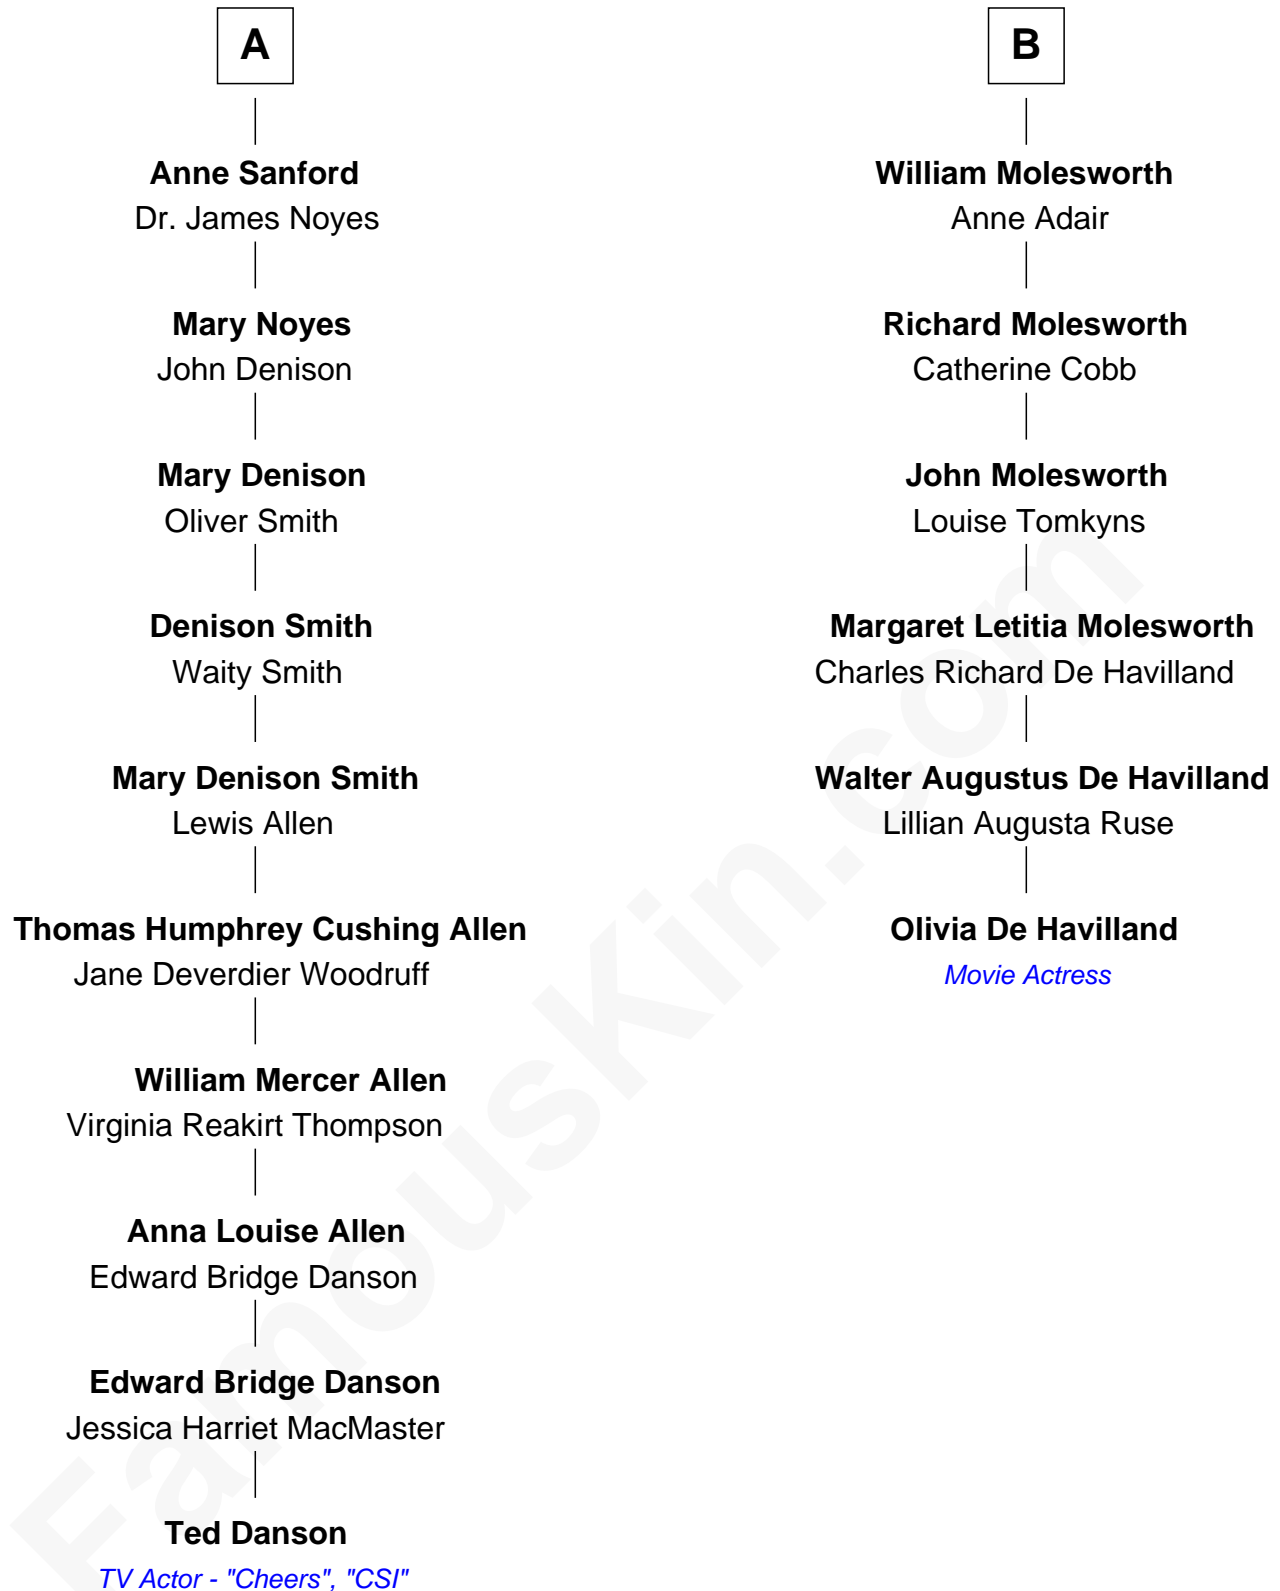 A
Anne Sanford
Dr. James Noyes
Mary Noyes
John Denison
Mary Denison
Oliver Smith
Denison Smith
Waity Smith
Mary Denison Smith
Lewis Allen
Thomas Humphrey Cushing Allen
Jane Deverdier Woodruff
William Mercer Allen
Virginia Reakirt Thompson
Anna Louise Allen
Edward Bridge Danson
Edward Bridge Danson
Jessica Harriet MacMaster
Ted Danson
TV Actor - "Cheers", "CSI"
B
William Molesworth
Anne Adair
Richard Molesworth
Catherine Cobb
John Molesworth
Louise Tomkyns
Margaret Letitia Molesworth
Charles Richard De Havilland
Walter Augustus De Havilland
Lillian Augusta Ruse
Olivia De Havilland
Movie Actress
FamousKin.com